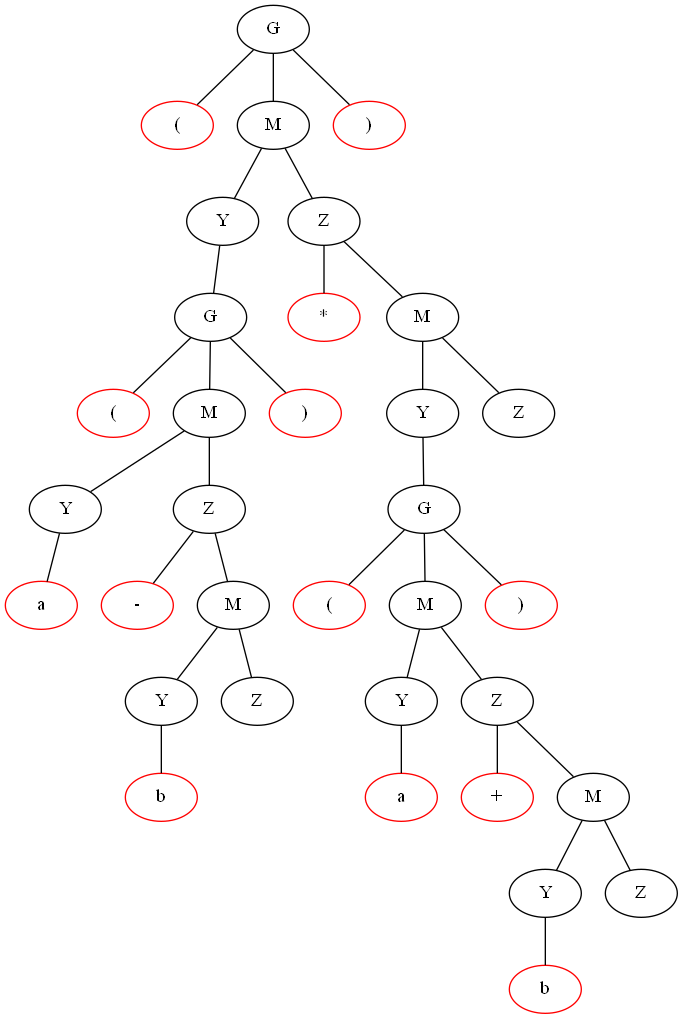 G
( M )
Y Z
G * M
( M ) Y Z
Y Z G
a - M ( M )
Y Z Y Z
b a + M
Y Z
b